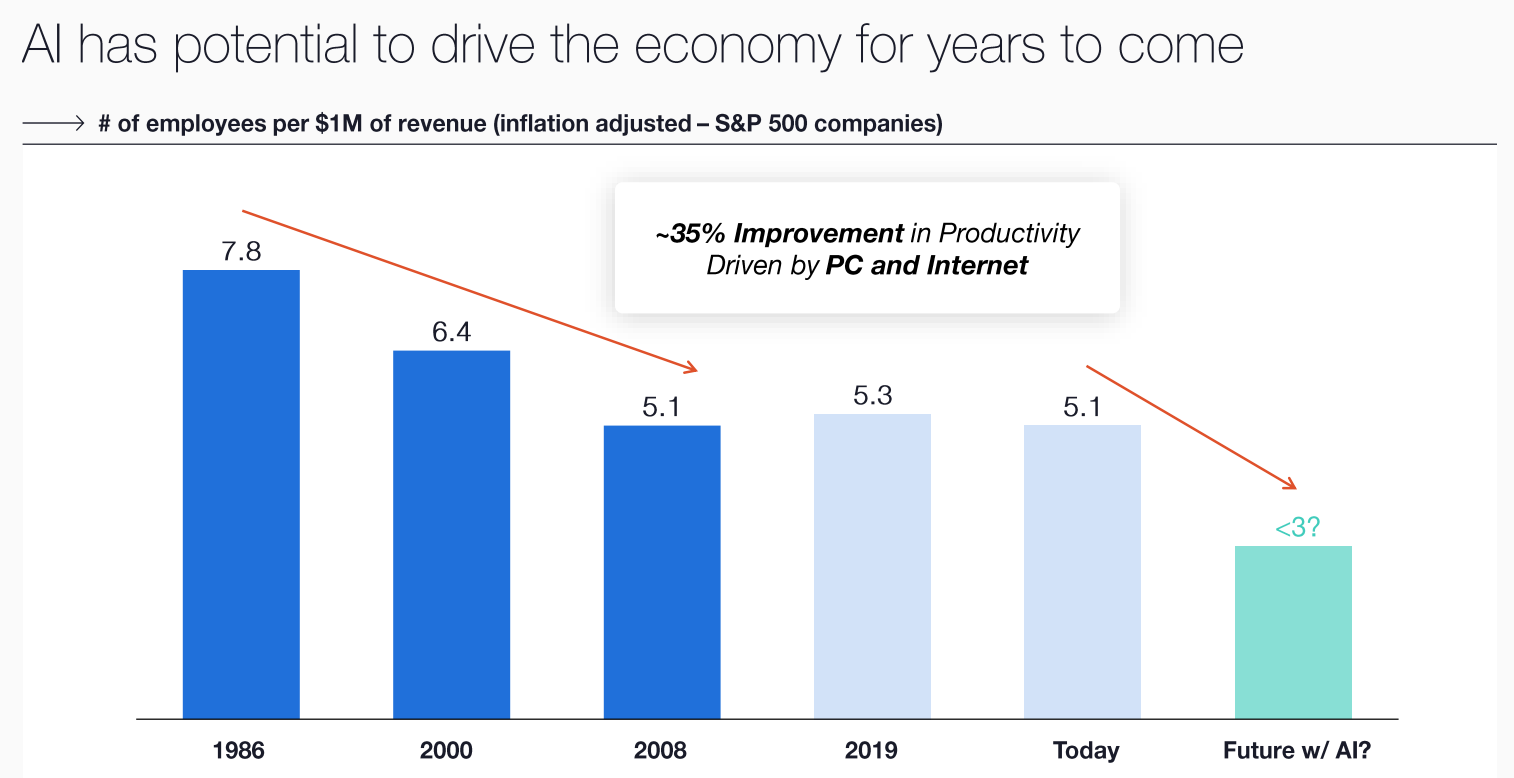 AI has potential to drive the economy for years to come
# of employees per $1M of revenue (inflation adjusted – S&P 500 companies)
~35% Improvement in Productivity
Driven by PC and Internet
7.8
6.4
5.1
5.3
5.1
<3?
1986
2000
2008
2019
Today
Future w/ AI?